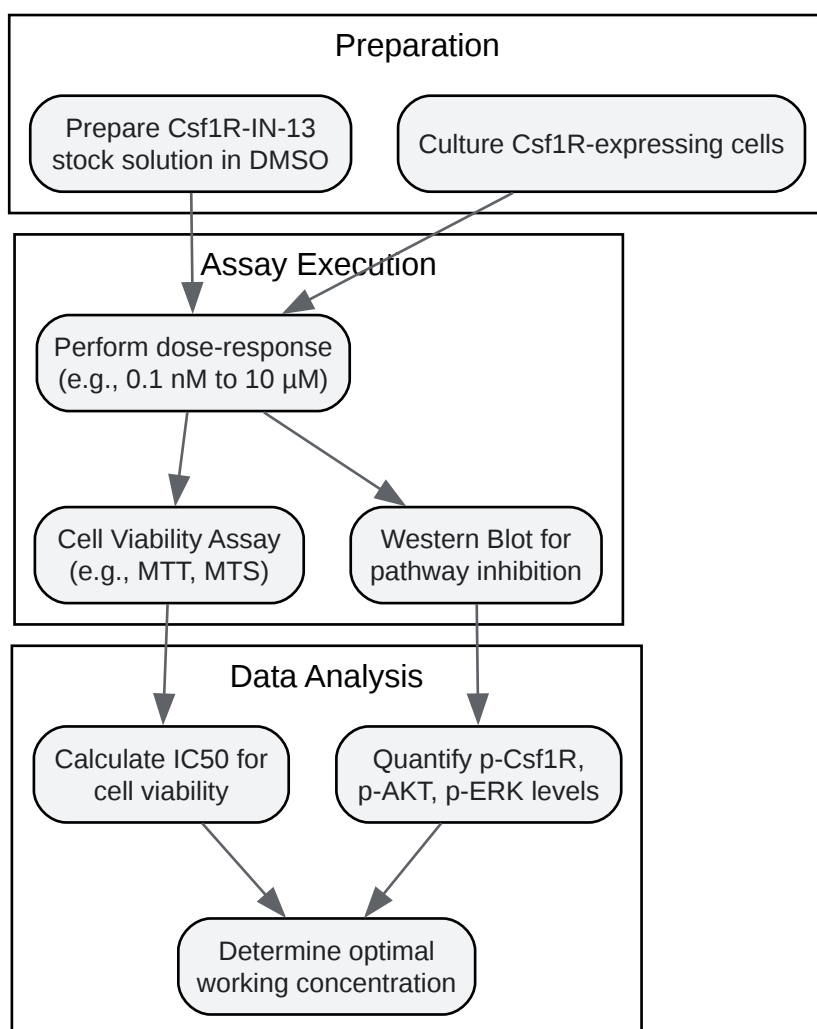 Preparation
Prepare Csf1R-IN-13
stock solution in DMSO
Culture Csf1R-expressing cells
Assay Execution
Perform dose-response
(e.g., 0.1 nM to 10 µM)
Cell Viability Assay
(e.g., MTT, MTS)
Western Blot for
pathway inhibition
Data Analysis
Calculate IC50 for
cell viability
Quantify p-Csf1R,
p-AKT, p-ERK levels
Determine optimal
working concentration